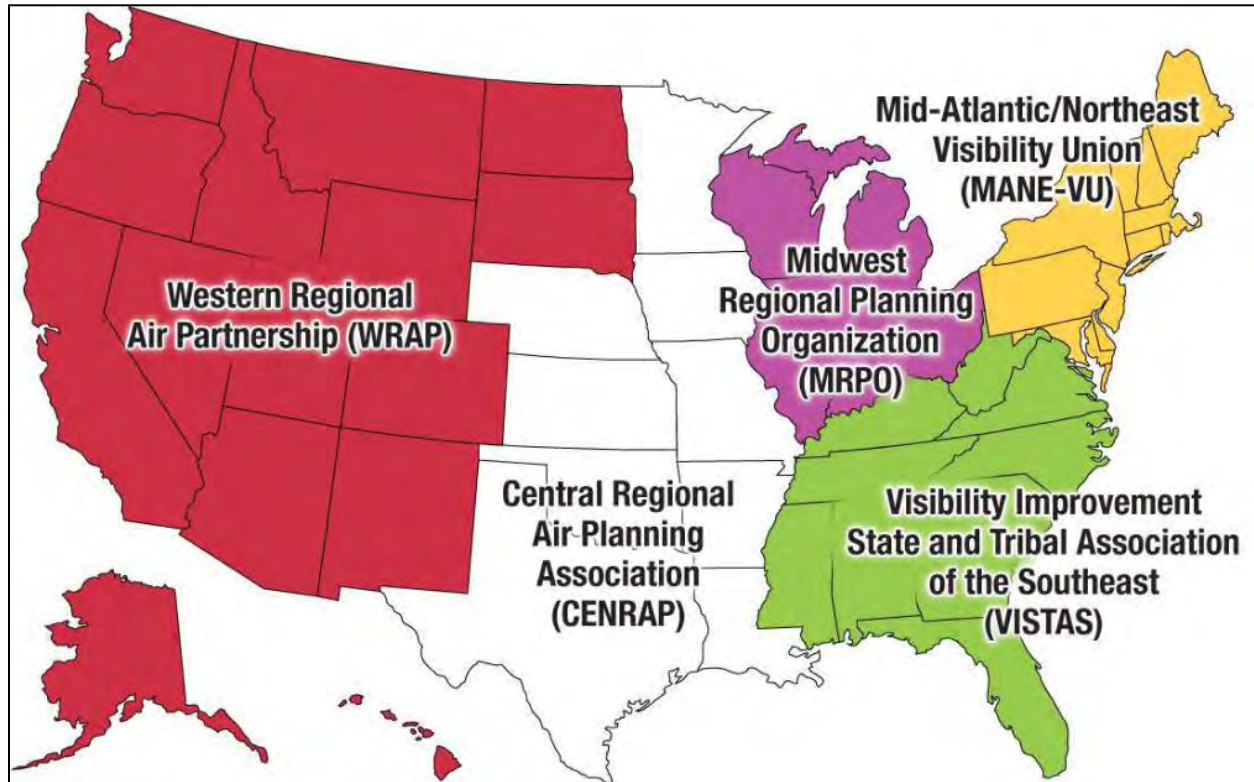 Mid-Atlantic/Northeast
Visibility Union
(MANE-VU)
Midwest
Regional Planning
Organization
(MRPO)
Western Regional
Air Partnership (WRAP)
Central Regional
Air Planning
Association
(CENRAP)
Visibility Improvement
State and Tribal Association
of the Southeast
(VISTAS)